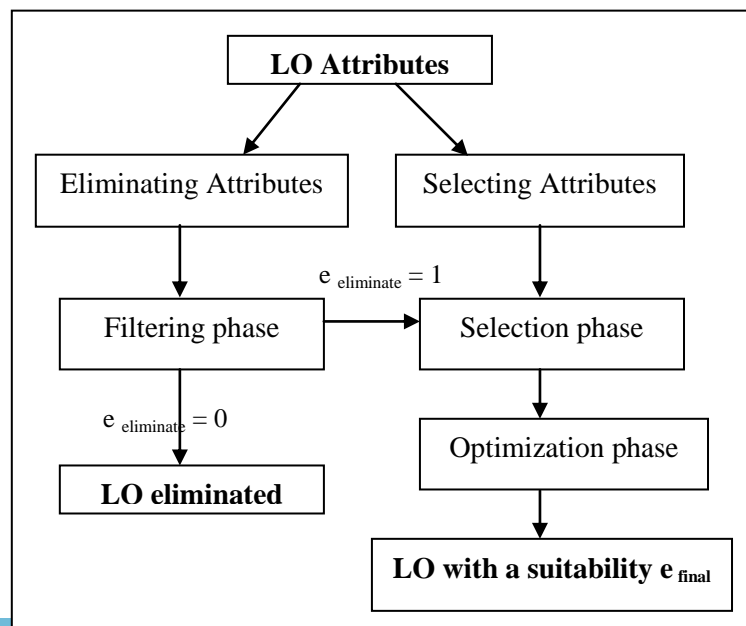 LO Attributes
Eliminating Attributes
Selecting Attributes
e eliminate = 1
Filtering phase
Selection phase
e eliminate = 0
Optimization phase
LO eliminated
LO with a suitability e final